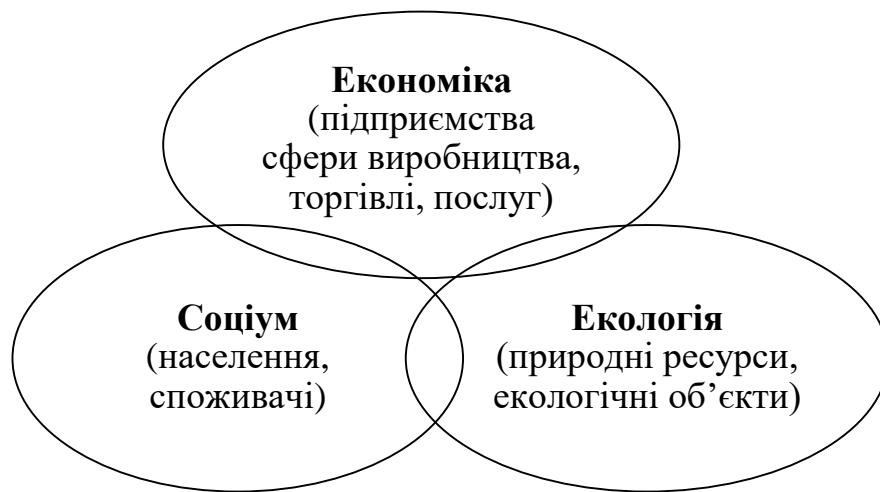 Економіка
(підприємства
сфери виробництва,
торгівлі, послуг)
Соціум
(населення,
споживачі)
Екологія
(природні ресурси,
екологічні об’єкти)